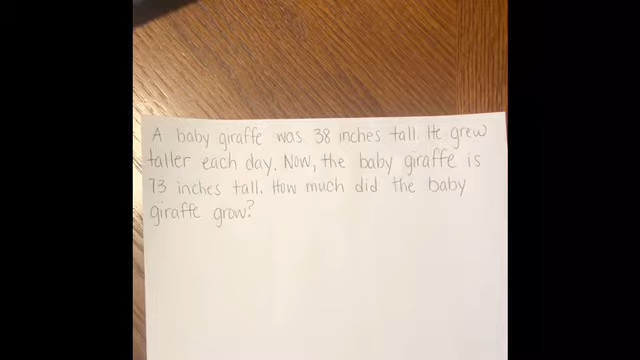 A baby giraffe was 38 inches tall. He grew
taller each day. Now, the baby giraffe is
73 inches tall. How much did the baby
giraffe grow?